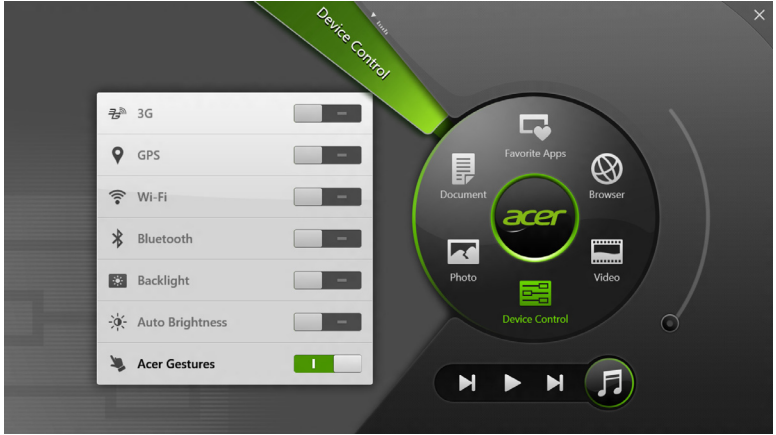 Device Control
3G
GPS
Wi-Fi
Bluetooth
Backlight
Auto Brightness
Acer Gestures
Favorite Apps
Document
Browser
acer
Photo
Video
Device Control